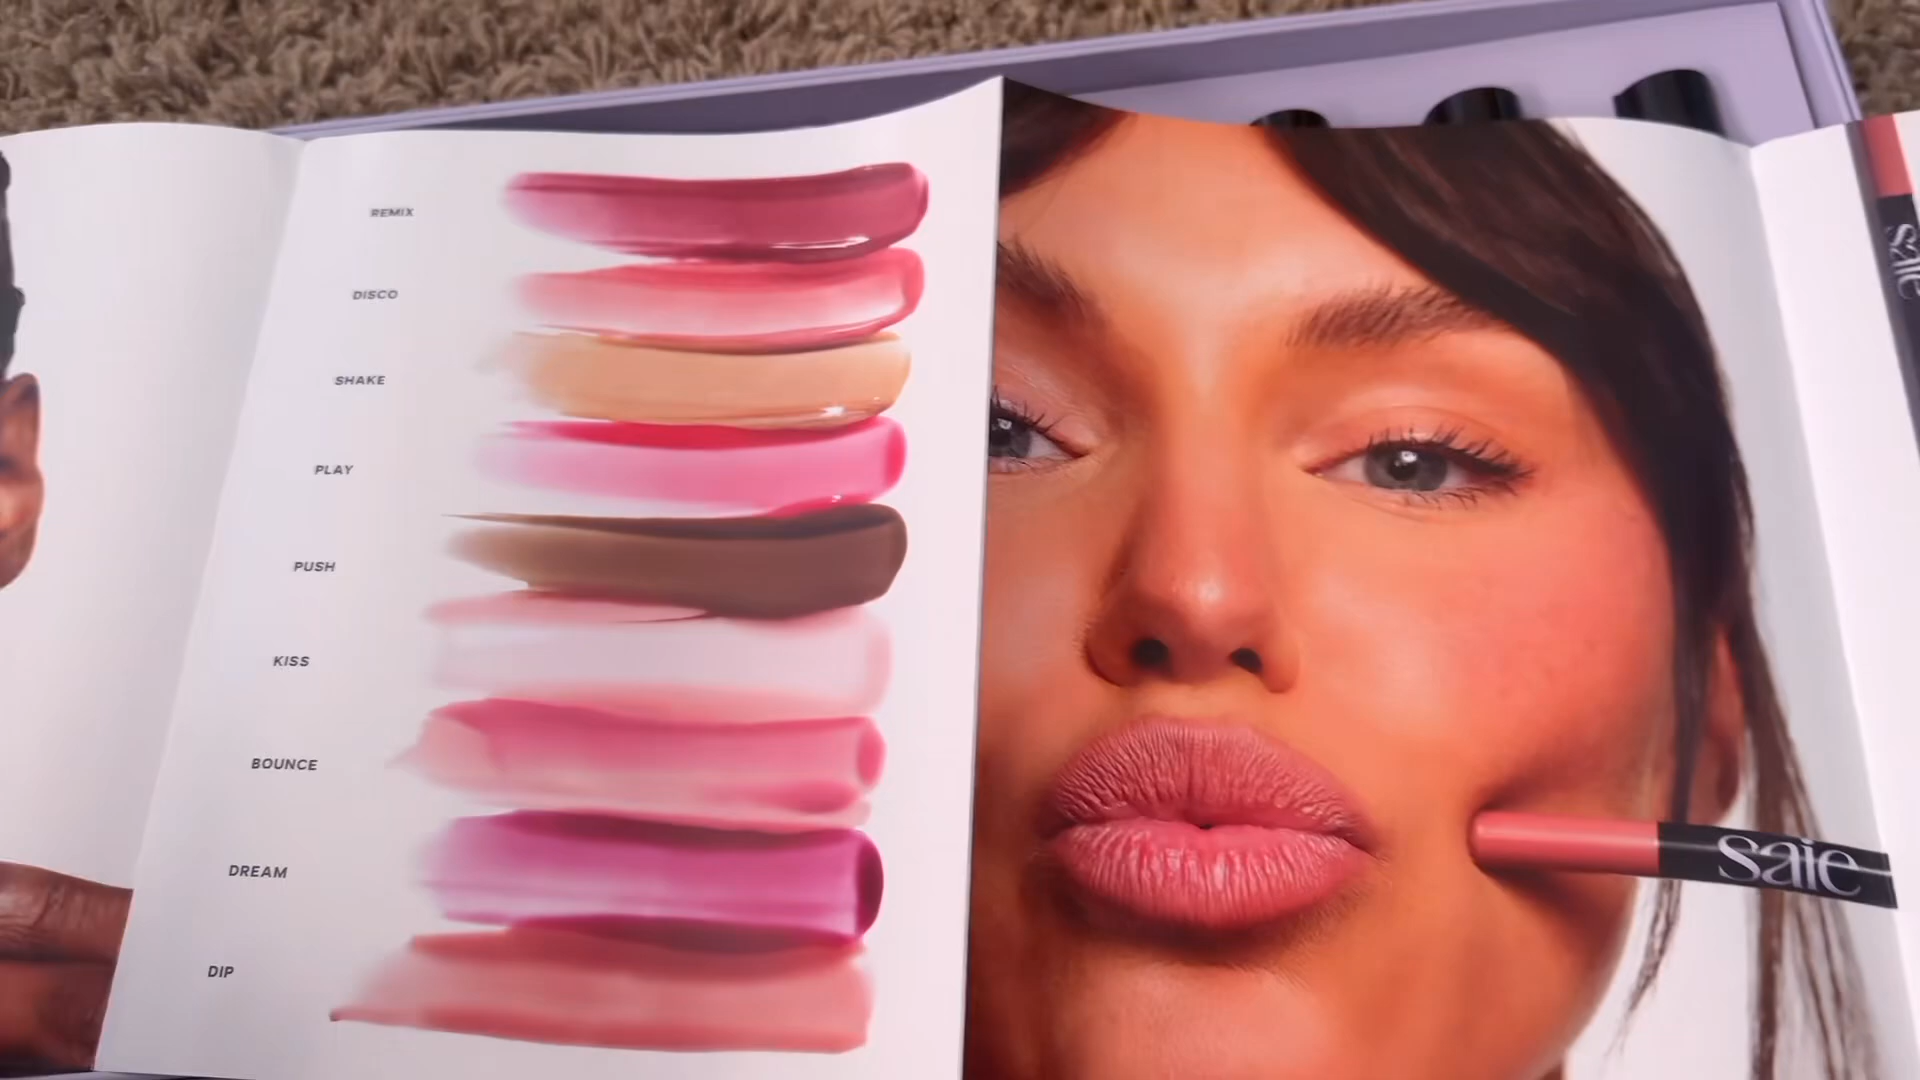 REMIX
DISCO
SHAKE
PLAY
PUSH
KISS
BOUNCE
DREAM
DIP
saie
saie